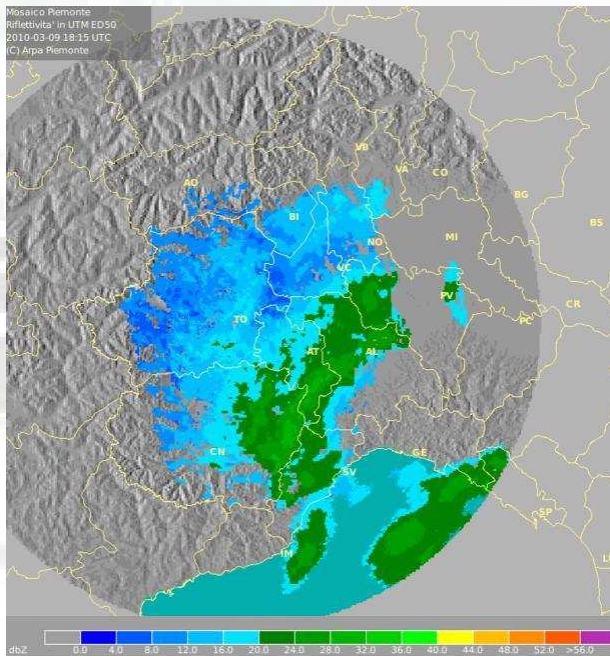 Mosaico Piemonte
Riflettivita' in UTM ED50
2010-03-09 18:15 UTC
(C) Arpa Piemonte
VB
VA
CO
AO
BG
BI
BS
NO
MI
VC
PV
CR
TO
PC
AT
AL
CN
GE
SV
SP
IM
dbZ 0.0 4.0 8.0 12.0 16.0 20.0 24.0 28.0 32.0 36.0 40.0 44.0 48.0 52.0 >56.0